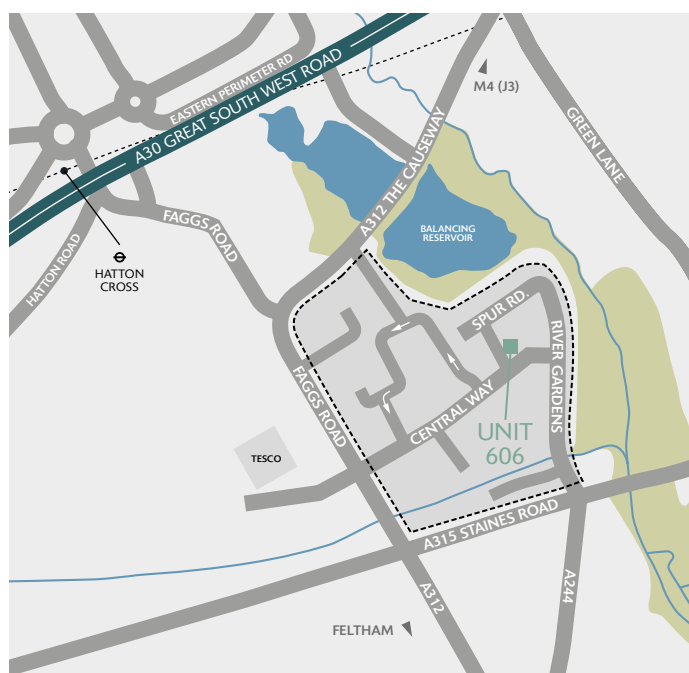 EASTERN PERIMETER RD
A30 GREAT SOUTH WEST ROAD
M4 (J3)
GREEN LANE
A312 THE CAUSEWAY
FAGGS ROAD
BALANCING
RESERVOIR
HATTON ROAD
HATTON
CROSS
SPUR RD.
RIVER GARDENS
FAGGS ROAD
CENTRAL WAY
UNIT
606
TESCO
A315 STAINES ROAD
A312
A244
FELTHAM